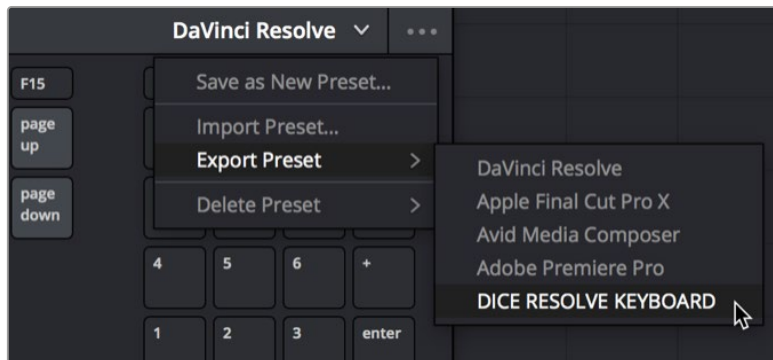 DaVinci Resolve
F15
Save as New Preset...
page
up
Import Preset...
Export Preset
DaVinci Resolve
page
down
Delete Preset
Apple Final Cut Pro X
Avid Media Composer
4 5 6 +
Adobe Premiere Pro
DICE RESOLVE KEYBOARD
1 2 3 enter